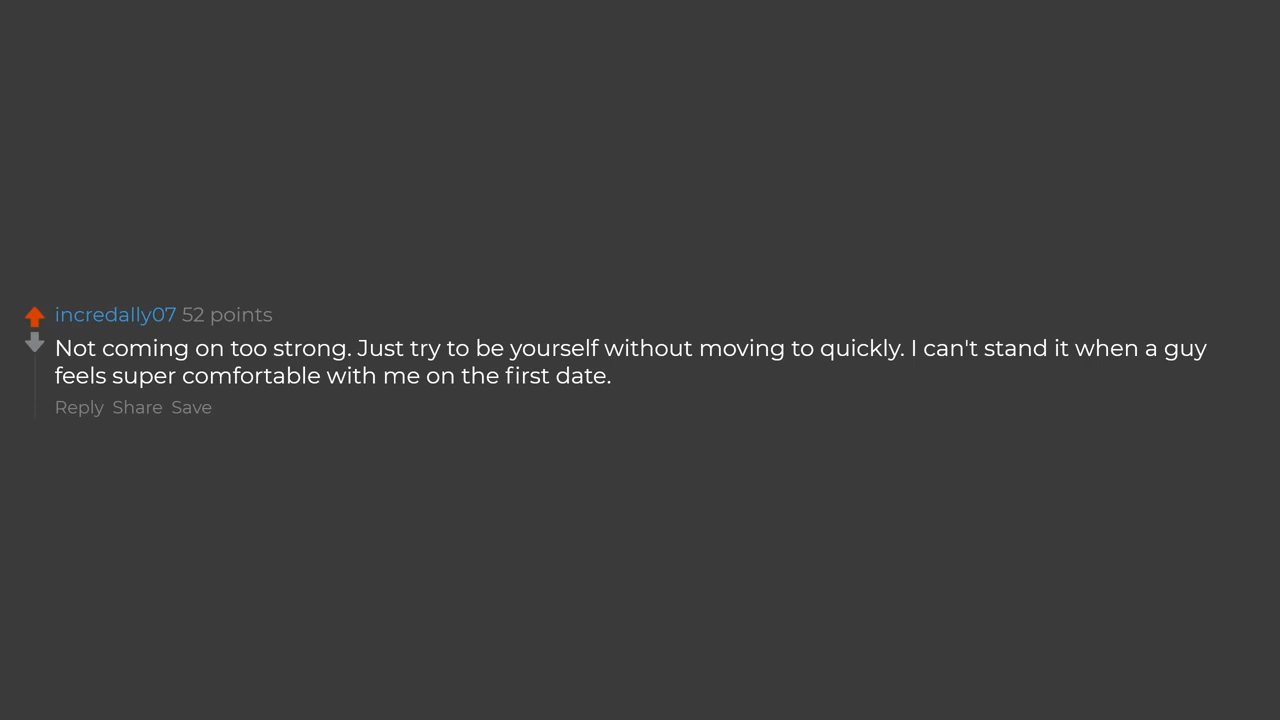 incredally07 52 points
Not coming on too strong. Just try to be yourself without moving to quickly. I can't stand it when a guy
feels super comfortable with me on the first date.
Reply Share Save